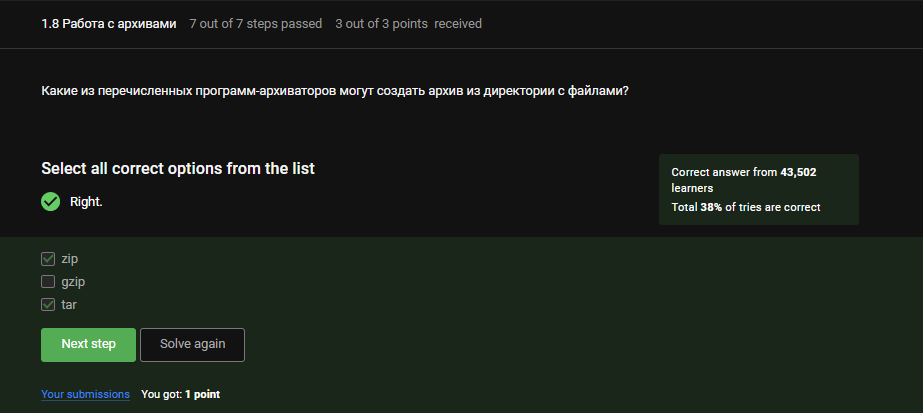 1.8 Работа с архивами 7 out of 7 steps passed 3 out of 3 points received
Какие из перечисленных программ-архиваторов могут создать архив из директории с файлами?
Select all correct options from the list
Right.
Correct answer from 43,502
learners
Total 38% of tries are correct
zip
gzip
tar
Next step Solve again
Your submissions You got: 1 point